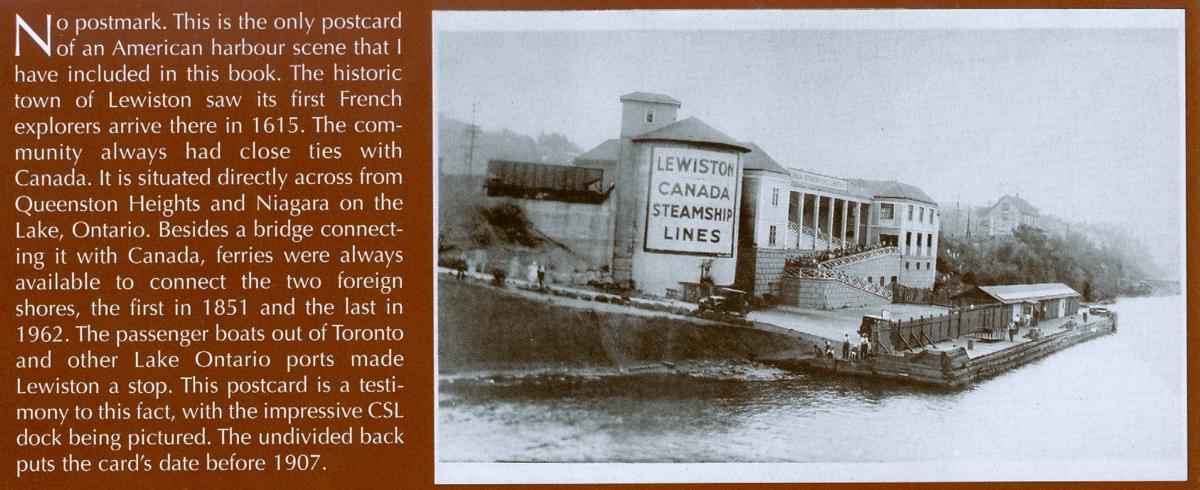 No postmark. This is the only postcard
of an American harbour scene that I
have included in this book. The historic
town of Lewiston saw its first French
explorers arrive there in 1615. The com-
munity always had close ties with
Canada. It is situated directly across from
Queenston Heights and Niagara on the
Lake, Ontario. Besides a bridge connect-
ing it with Canada, ferries were always
available to connect the two foreign
shores, the first in 1851 and the last in
1962. The passenger boats out of Toronto
and other Lake Ontario ports made
Lewiston a stop. This postcard is a testi-
mony to this fact, with the impressive CSL
dock being pictured. The undivided back
puts the card's date before 1907.
LEWISTON
CANADA
STEAMSHIP
LINES